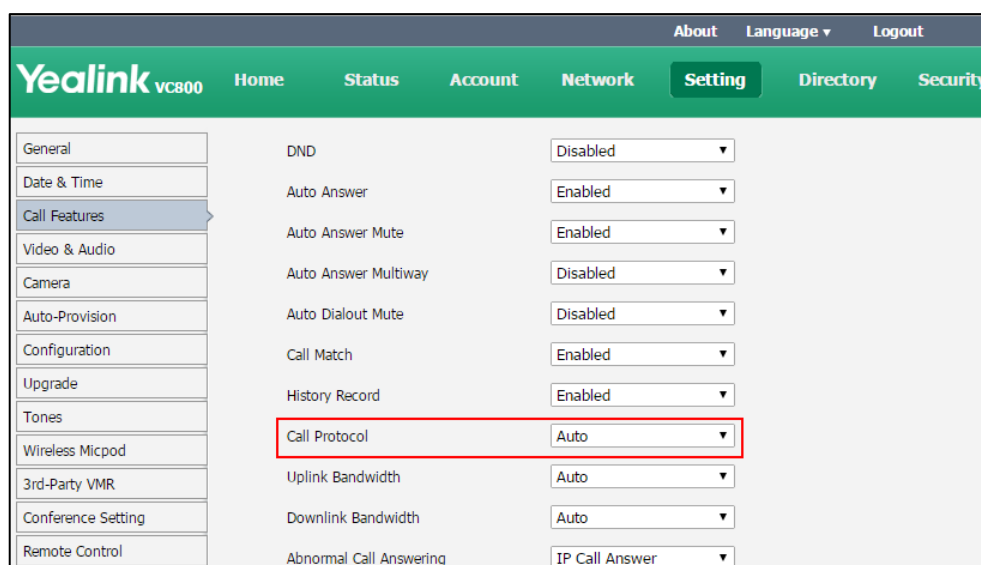 About Language ▾ Logout
Yealink VC800 Home Status Account Network Setting Directory Security
General
Date & Time
Call Features
Video & Audio
Camera
Auto-Provision
Configuration
Upgrade
Tones
Wireless Micpod
3rd-Party VMR
Conference Setting
Remote Control
DND Disabled
Auto Answer Enabled
Auto Answer Mute Enabled
Auto Answer Multiway Disabled
Auto Dialout Mute Disabled
Call Match Enabled
History Record Enabled
Call Protocol Auto
Uplink Bandwidth Auto
Downlink Bandwidth Auto
Abnormal Call Answering IP Call Answer